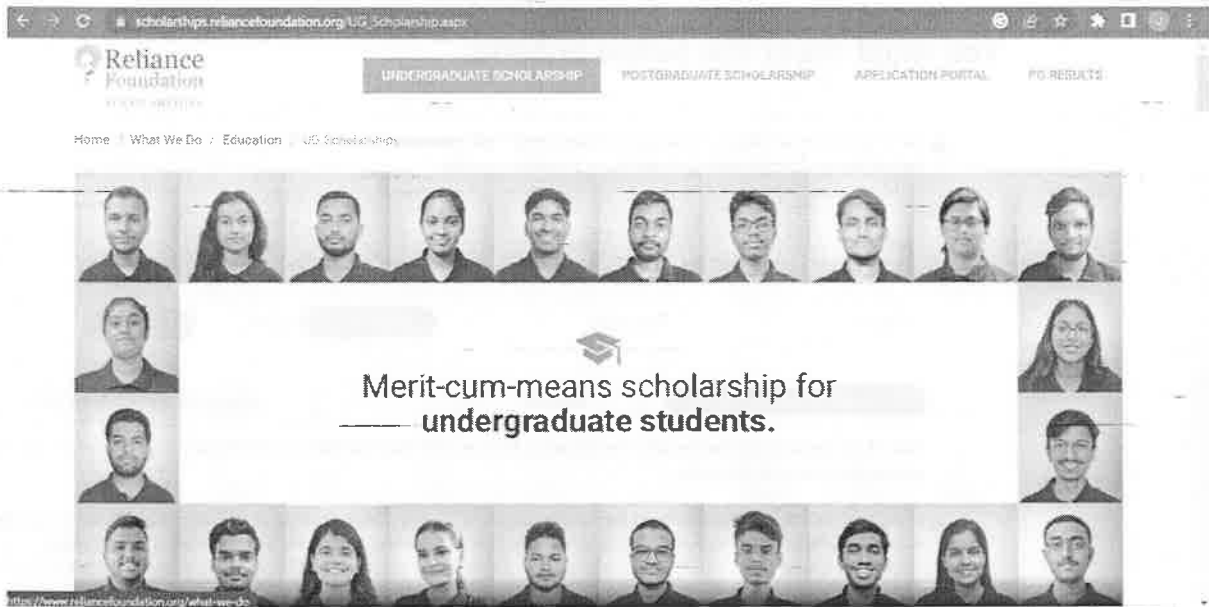 scholarships.reliancefoundation.org/UG_Scholarship.aspx
Reliance
Foundation
UNDERGRADUATE SCHOLARSHIP
POSTGRADUATE SCHOLARSHIP
APPLICATION PORTAL
PG RESULTS
Home / What We Do / Education / UG Scholarships
Merit-cum-means scholarship for
undergraduate students.
https://www.reliancefoundation.org/what-we-do